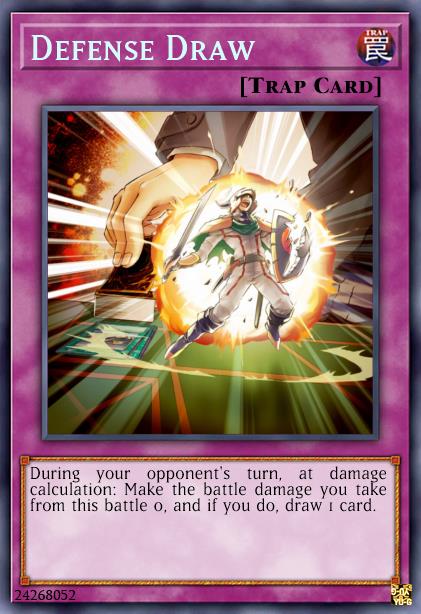 Defense Draw
TRAP
罠
[Trap Card]
During your opponent's turn, at damage
calculation: Make the battle damage you take
from this battle 0, and if you do, draw 1 card.
24268052